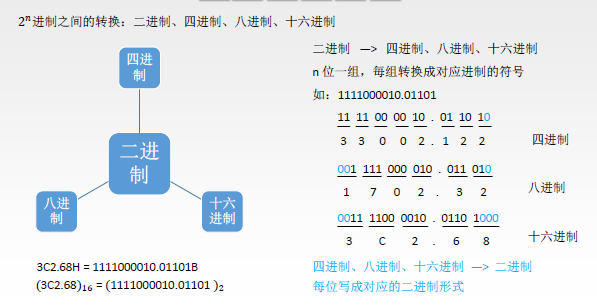 2ⁿ进制之间的转换：二进制、四进制、八进制、十六进制
四进
制
二进
制
八进
制
十六
进制
3C2.68H = 1111000010.01101B
(3C2.68)₁₆ = (1111000010.01101 )₂
二进制 —> 四进制、八进制、十六进制
n 位一组，每组转换成对应进制的符号
如：1111000010.01101
11 11 00 00 10 . 01 10 10
3 3 0 0 2 . 1 2 2 四进制
001 111 000 010 . 011 010
1 7 0 2 . 3 2 八进制
0011 1100 0010 . 0110 1000
3 C 2 . 6 8 十六进制
四进制、八进制、十六进制 —> 二进制
每位写成对应的二进制形式